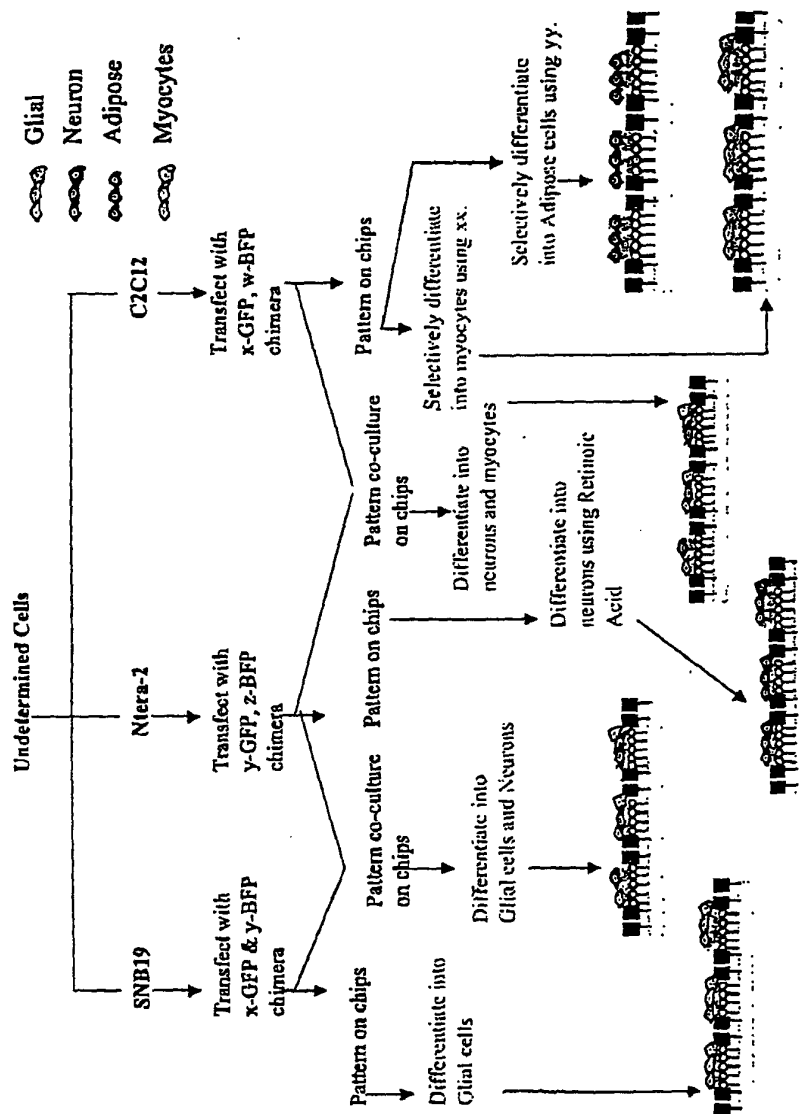 Undetermined Cells
Glial
Neuron
Adipose
Myocytes
SNB19
Ntera-2
C2C12
Transfect with
x-GFP & y-BFP
chimera
Transfect with
y-GFP, z-BFP
chimera
Transfect with
x-GFP, w-BFP
chimera
Pattern on chips
Pattern co-culture
on chips
Pattern on chips
Pattern co-culture
on chips
Pattern on chips
Differentiate into
Glial cells
Differentiate into
Glial cells and Neurons
Differentiate into
neurons using Retinoic
Acid
Differentiate into
neurons and myocytes
Selectively differentiate
into myocytes using xx.
Selectively differentiate
into Adipose cells using yy.